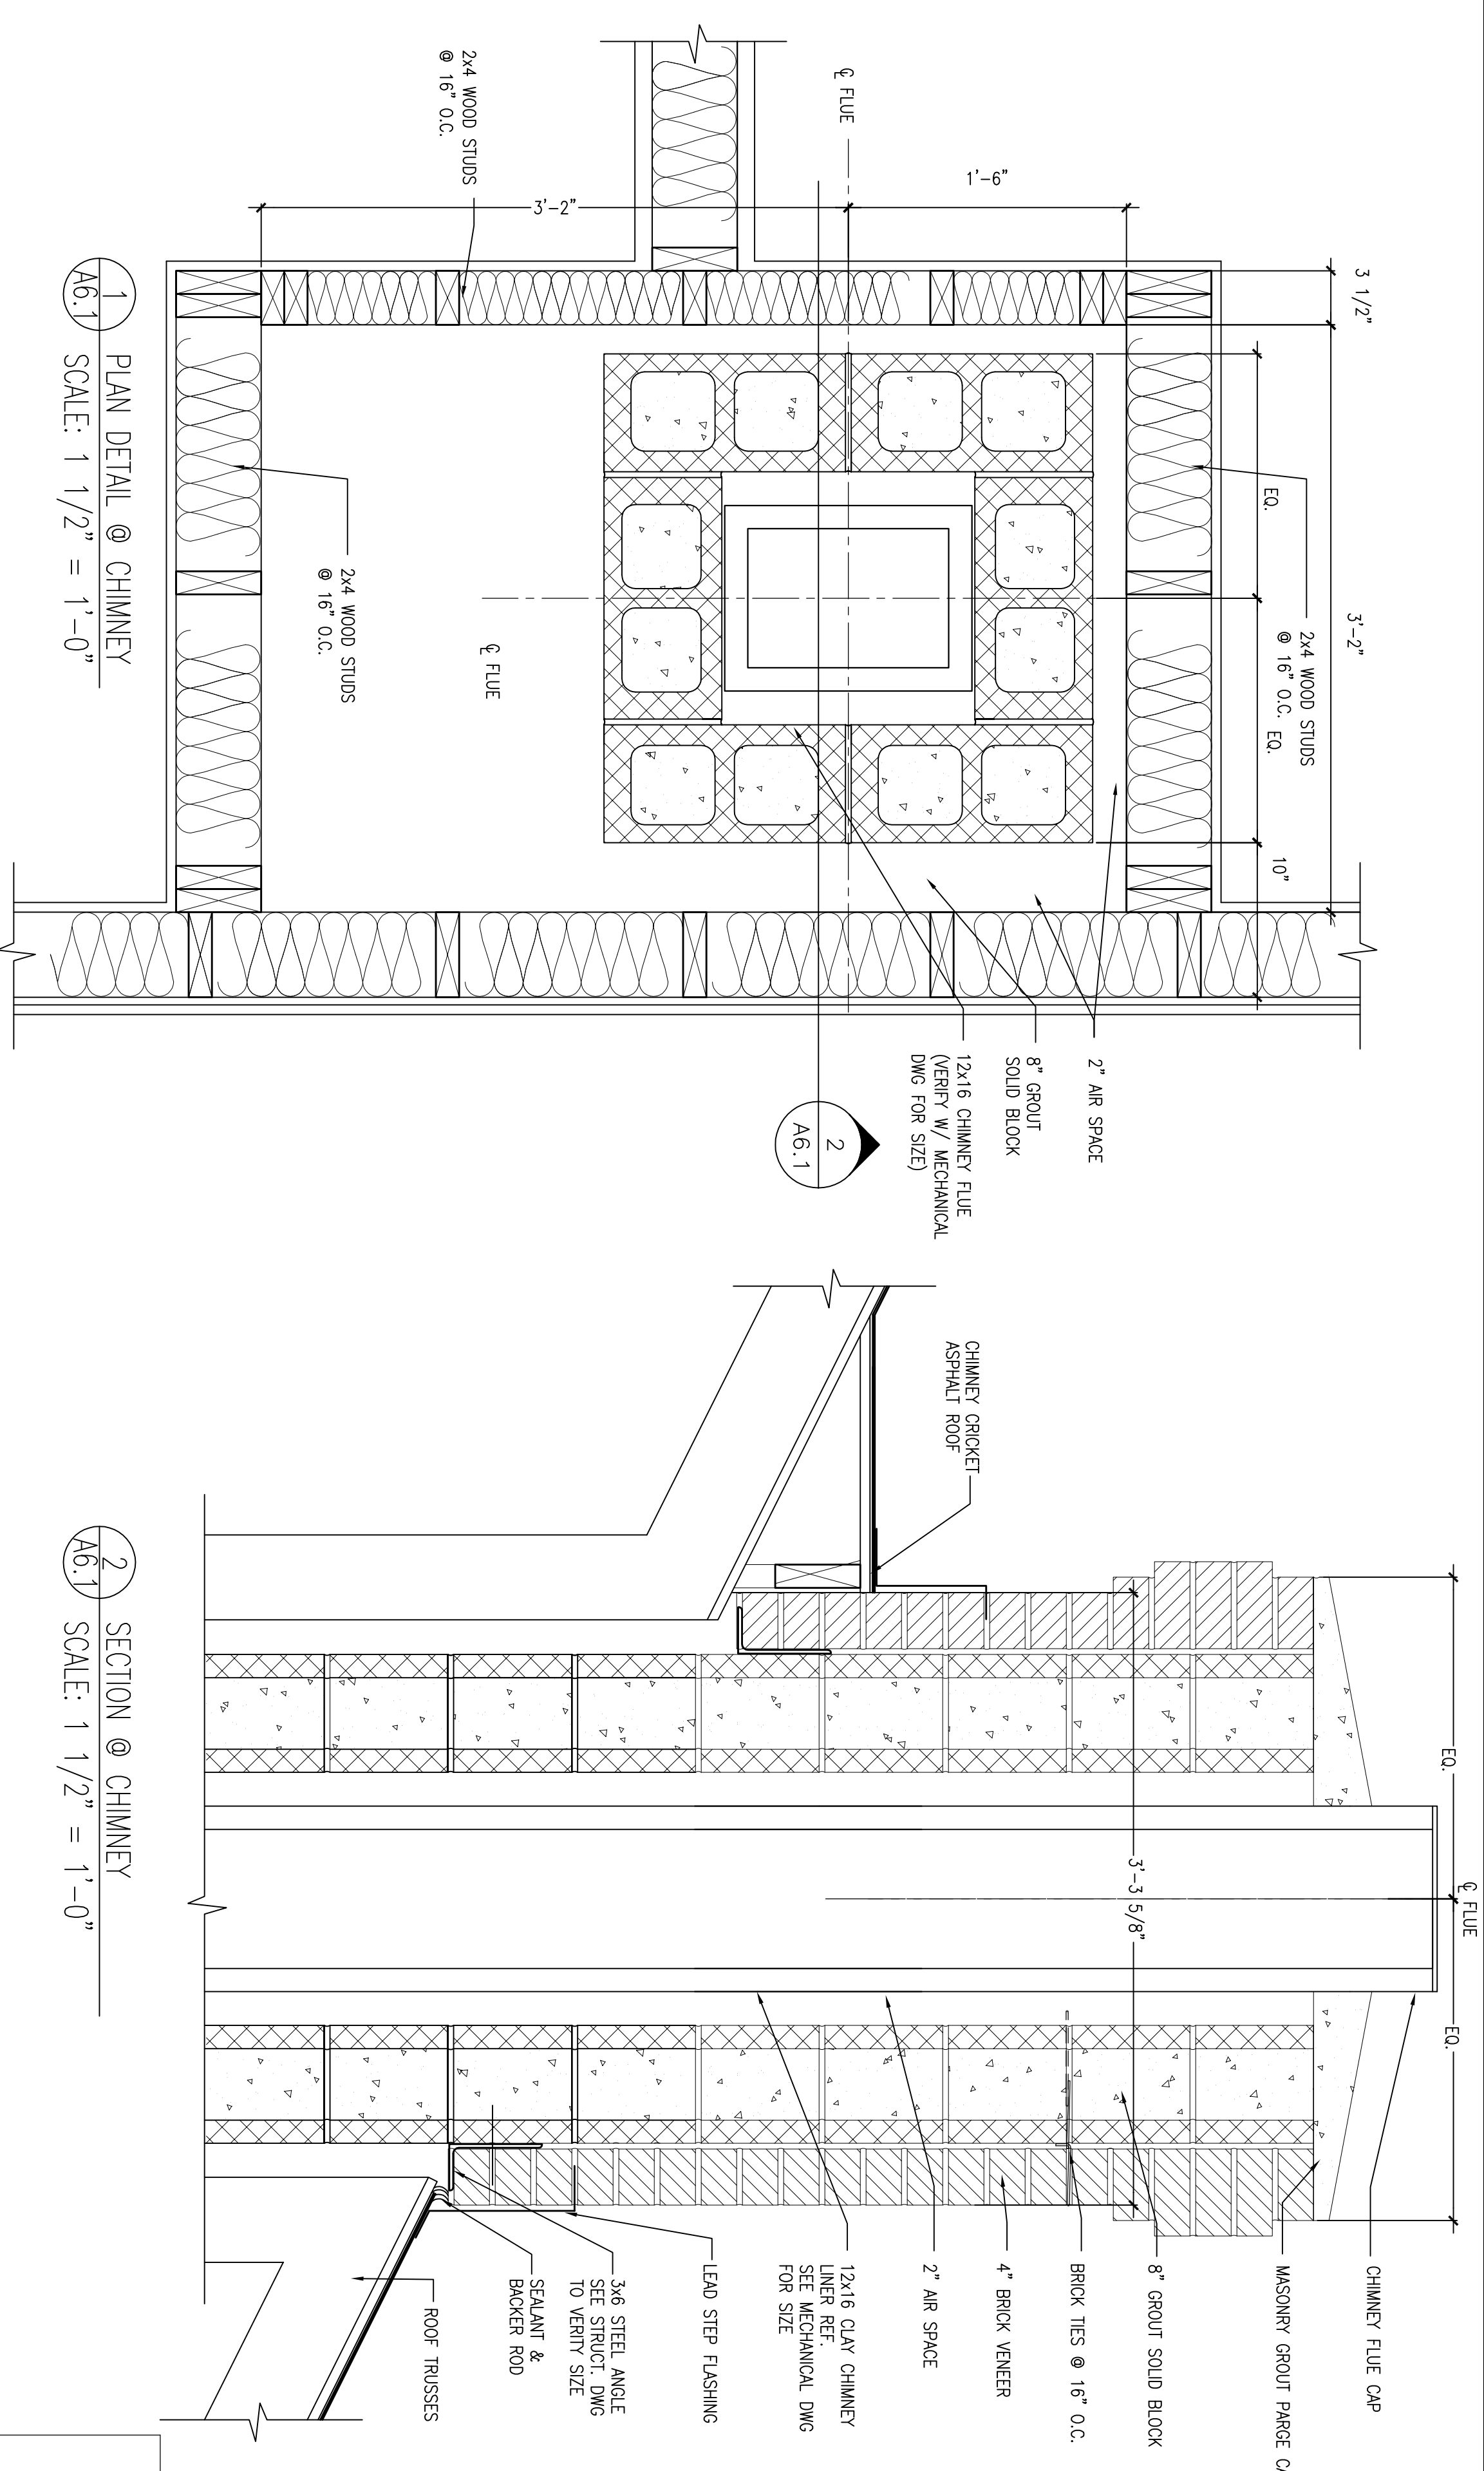 3 1/2"
3'-2"
2x4 WOOD STUDS
@ 16" O.C.
EQ.
EQ.
10"
1'-6"
3'-2"
℄ FLUE
2x4 WOOD STUDS
@ 16" O.C.
℄ FLUE
2x4 WOOD STUDS
@ 16" O.C.
2" AIR SPACE
8" GROUT
SOLID BLOCK
12x16 CHIMNEY FLUE
(VERIFY W/ MECHANICAL
DWG FOR SIZE)
2
A6.1
1
A6.1
PLAN DETAIL @ CHIMNEY
SCALE: 1 1/2" = 1'-0"
℄ FLUE
EQ.
EQ.
3'-3 5/8"
CHIMNEY CRICKET
ASPHALT ROOF
CHIMNEY FLUE CAP
MASONRY GROUT PARGE
8" GROUT SOLID BLOCK
BRICK TIES @ 16" O.C.
4" BRICK VENEER
2" AIR SPACE
12x16 CLAY CHIMNEY
LINER REF.
SEE MECHANICAL DWG
FOR SIZE
LEAD STEP FLASHING
3x6 STEEL ANGLE
SEE STRUCT. DWG
TO VERITY SIZE
SEALANT &
BACKER ROD
ROOF TRUSSES
2
A6.1
SECTION @ CHIMNEY
SCALE: 1 1/2" = 1'-0"